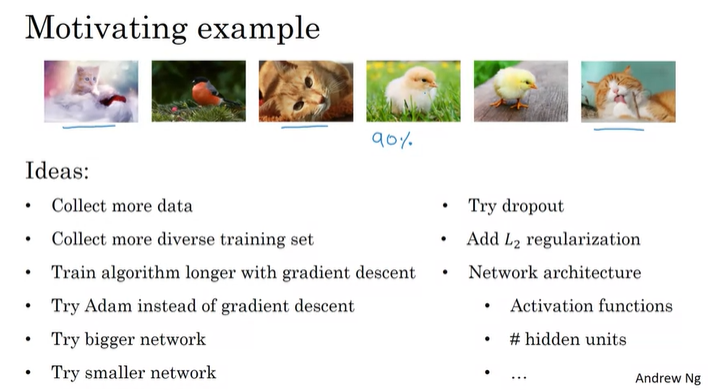 Motivating example
90%
Ideas:
• Collect more data
• Collect more diverse training set
• Train algorithm longer with gradient descent
• Try Adam instead of gradient descent
• Try bigger network
• Try smaller network
• Try dropout
• Add L₂ regularization
• Network architecture
• Activation functions
• # hidden units
• ...
Andrew Ng